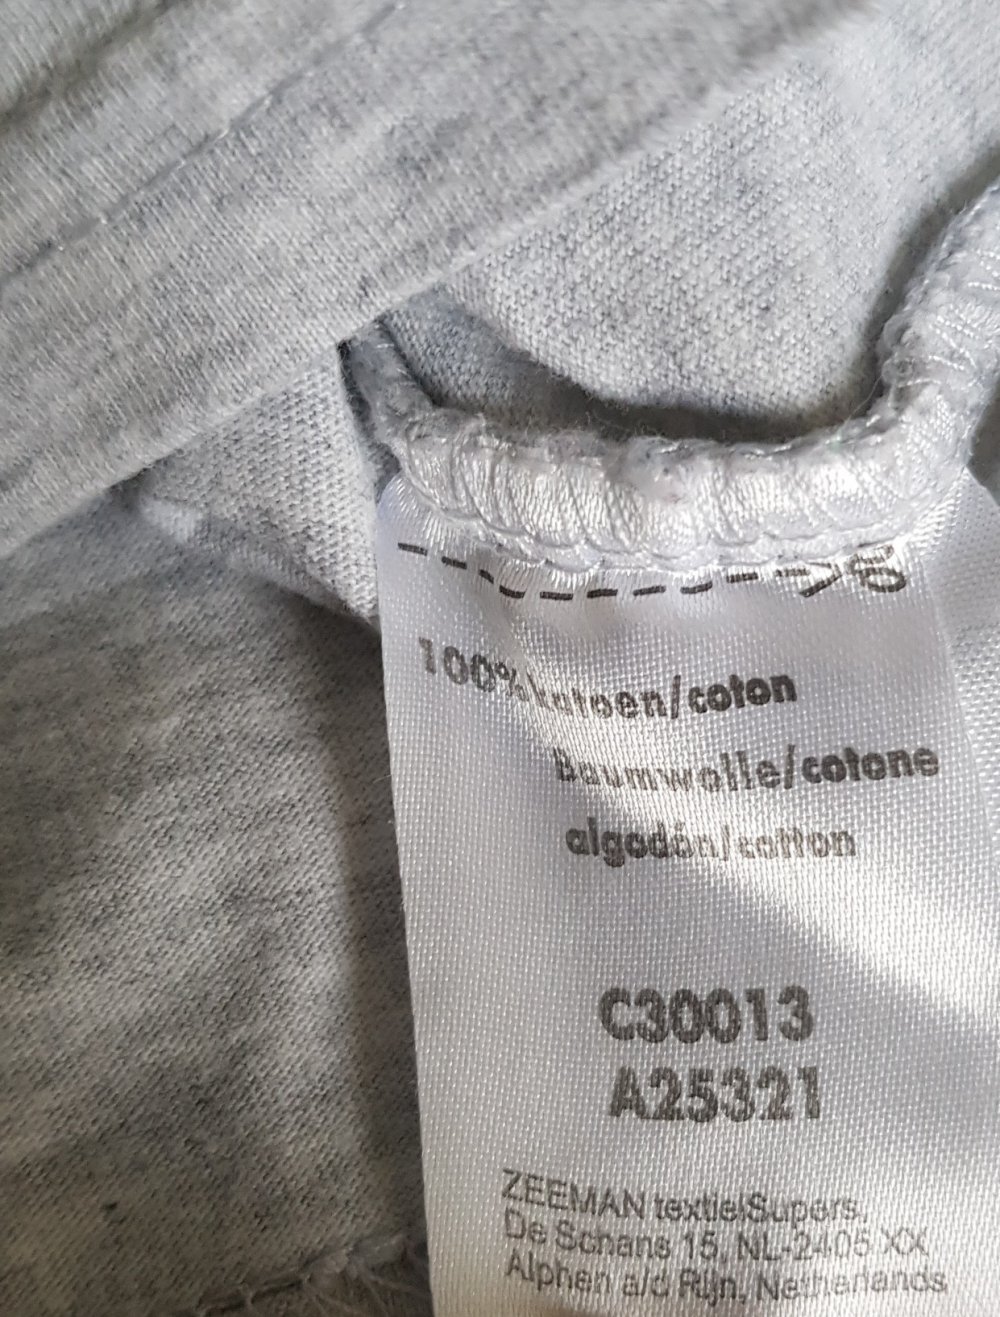 100% katoen/coton
Baumwolle/cotone
algodón/cotton
C30013
A25321
ZEEMAN textielSupers.
De Schans 15, NL-2405 XX
Alphen a/d Rijn, Netherlands